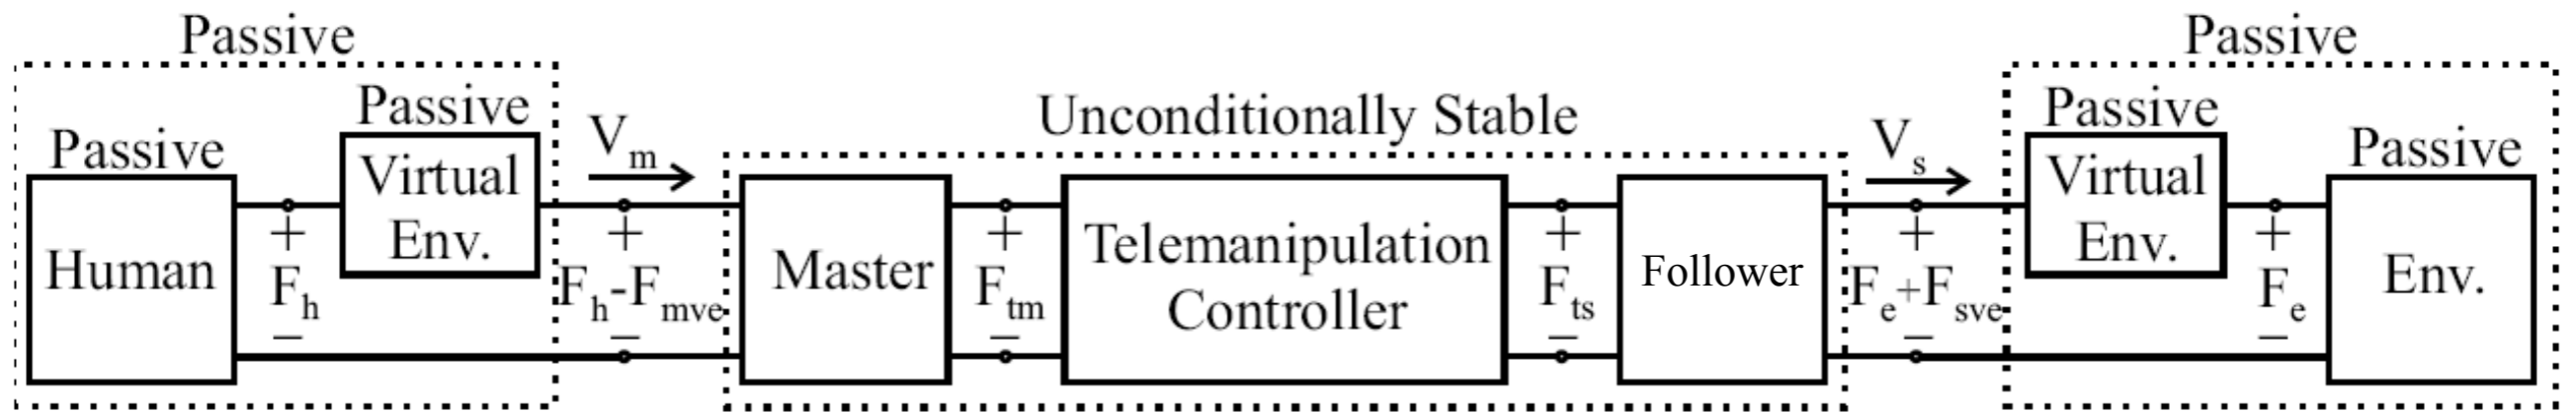 Passive
Passive
Passive
Passive
Unconditionally Stable
Passive
Passive
Human
Virtual
Env.
V_m
Master
Telemanipulation
Controller
Follower
V_s
Virtual
Env.
Env.
+
F_h
−
+
F_h-F_mve
−
+
F_tm
−
+
F_ts
−
+
F_e+F_sve
−
+
F_e
−